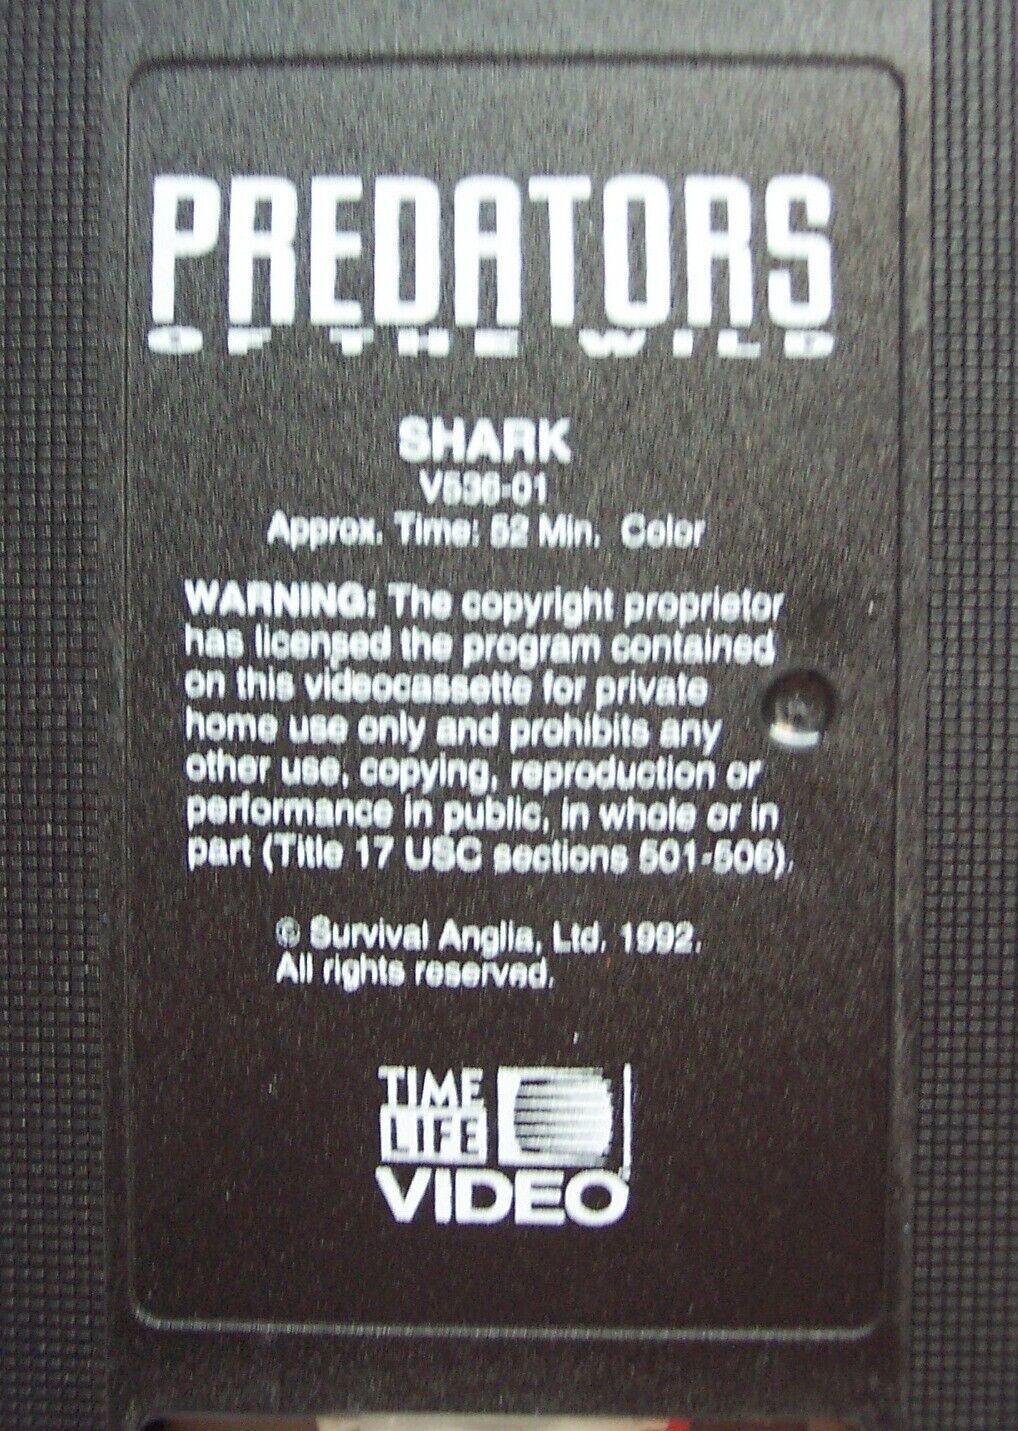 PREDATORS
OF THE WILD
SHARK
V536-01
Approx. Time: 52 Min. Color
WARNING: The copyright proprietor
has licensed the program contained
on this videocassette for private
home use only and prohibits any
other use, copying, reproduction or
performance in public, in whole or in
part (Title 17 USC sections 501-506).
© Survival Anglia, Ltd. 1992.
All rights reserved.
TIME
LIFE
VIDEO